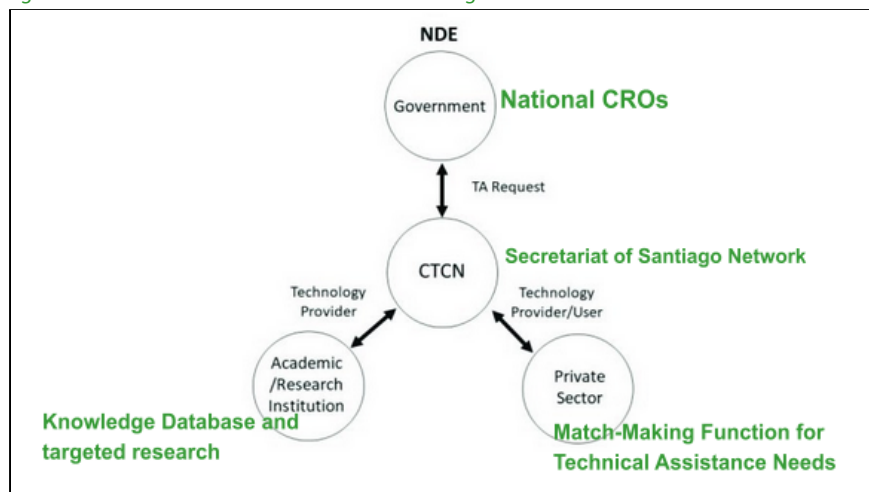 NDE
Government
National CROs
TA Request
CTCN
Secretariat of Santiago Network
Technology
Provider
Technology
Provider/User
Academic
/Research
Institution
Private
Sector
Knowledge Database and
targeted research
Match-Making Function for
Technical Assistance Needs